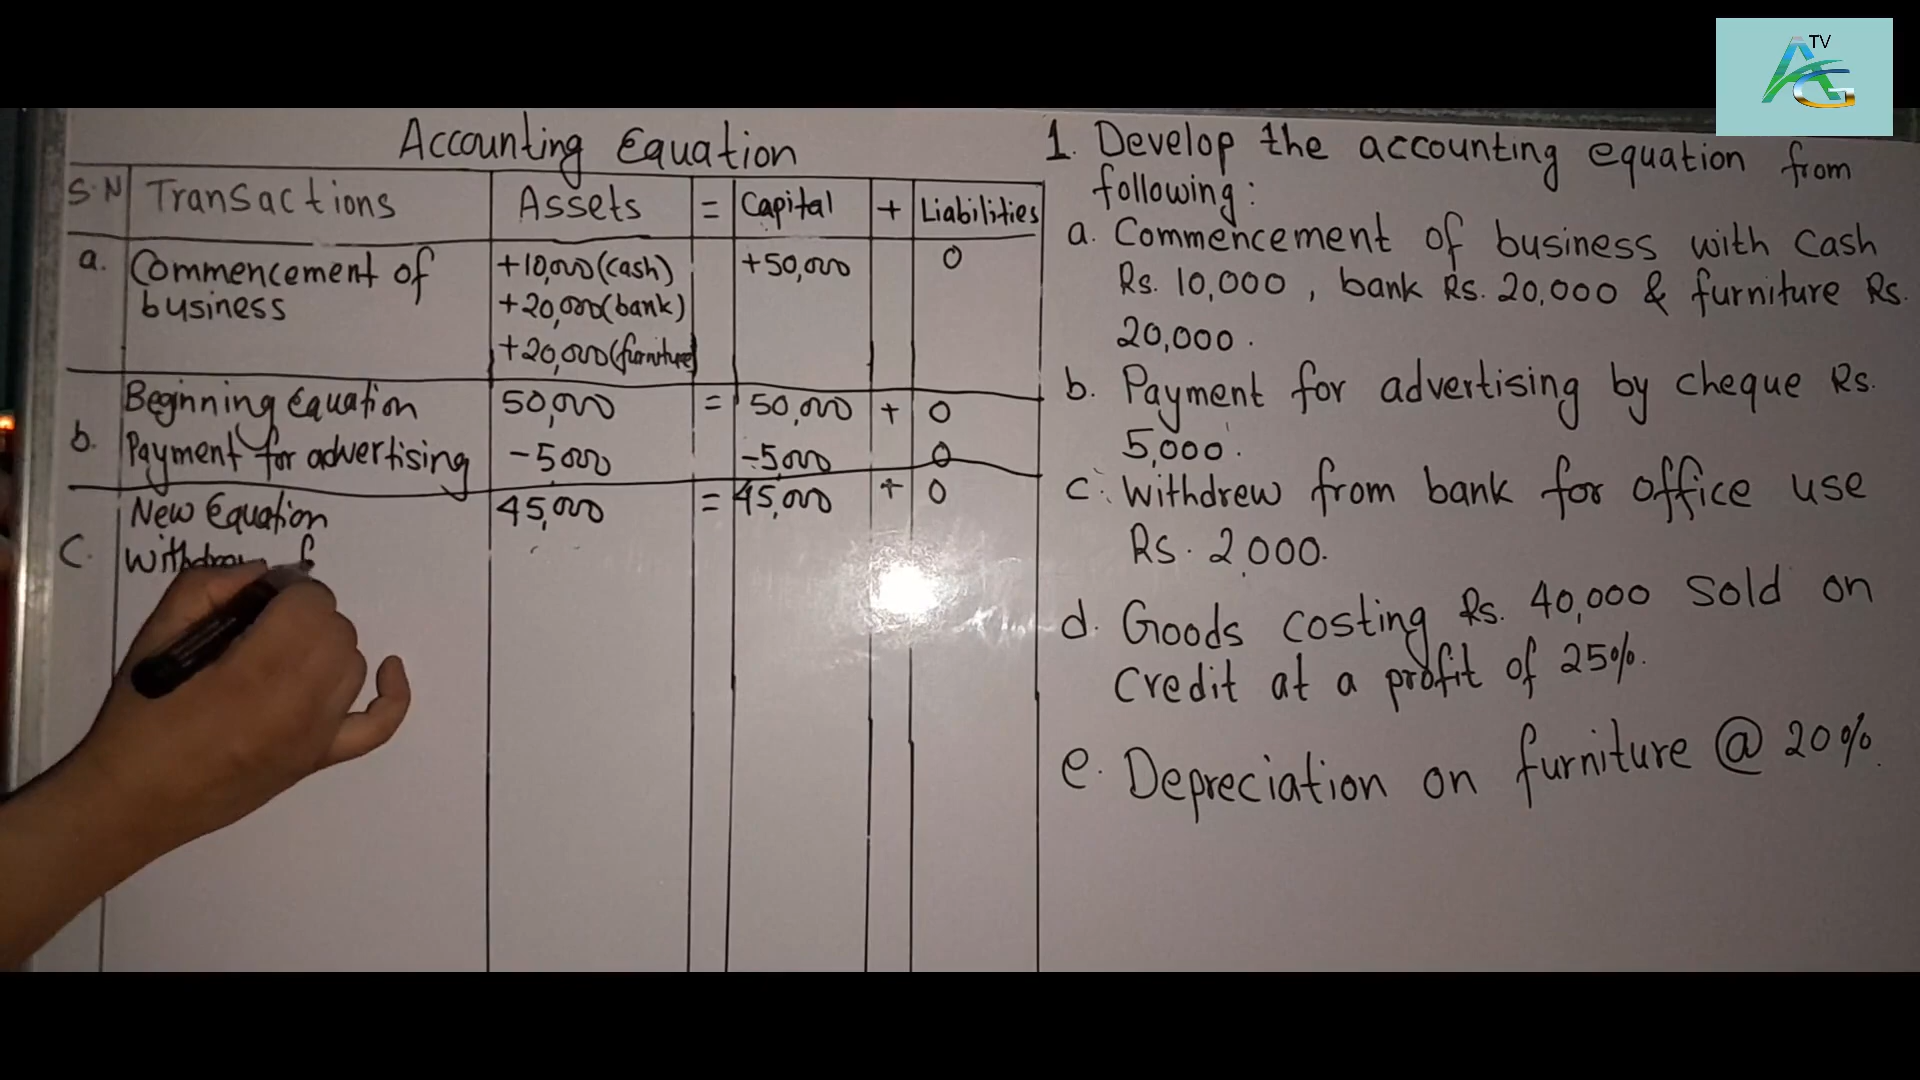 TV
AG
Accounting Equation
S.N Transactions Assets = Capital + Liabilities
a. Commencement of +10,000(cash) +50,000 0
business +20,000(bank)
+20,000(furniture)
Beginning Equation 50,000 = 50,000 + 0
b. Payment for advertising -5,000 -5,000 0
New Equation 45,000 = 45,000 + 0
C.
1. Develop the accounting equation from
following:
a. Commencement of business with cash
Rs. 10,000, bank Rs. 20,000 & furniture Rs.
20,000.
b. Payment for advertising by cheque Rs.
5,000.
c. Withdrew from bank for office use
Rs. 2,000.
d. Goods costing Rs. 40,000 sold on
credit at a profit of 25%.
e. Depreciation on furniture @ 20%.